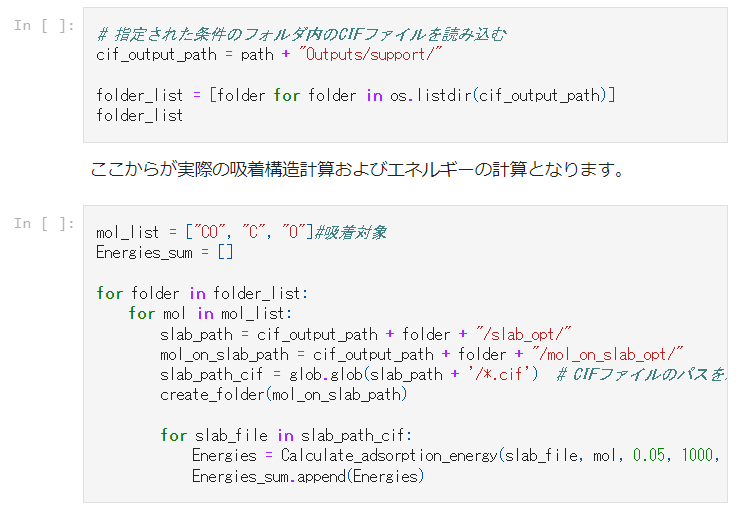 In [ ]:
# 指定された条件のフォルダ内のCIFファイルを読み込む
cif_output_path = path + "Outputs/support/"
folder_list = [folder for folder in os.listdir(cif_output_path)]
folder_list
ここからが実際の吸着構造計算およびエネルギーの計算となります。
In [ ]:
mol_list = ["CO", "C", "O"]#吸着対象
Energies_sum = []
for folder in folder_list:
for mol in mol_list:
slab_path = cif_output_path + folder + "/slab_opt/"
mol_on_slab_path = cif_output_path + folder + "/mol_on_slab_opt/"
slab_path_cif = glob.glob(slab_path + '/*.cif') # CIFファイルのパスを
create_folder(mol_on_slab_path)
for slab_file in slab_path_cif:
Energies = Calculate_adsorption_energy(slab_file, mol, 0.05, 1000,
Energies_sum.append(Energies)